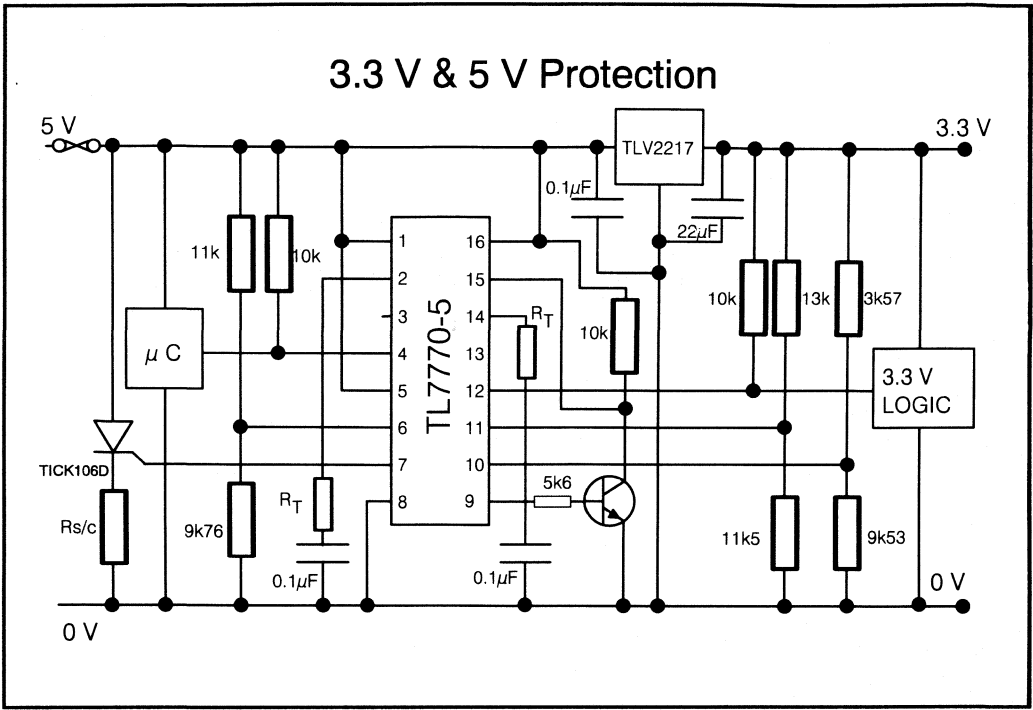 3.3 V & 5 V Protection
5 V
TLV2217
3.3 V
0.1µF
22µF
11k
10k
1
16
2
15
3
14
4
13
5
12
6
11
7
10
8
9
TL7770-5
RT
10k
10k
13k
3k57
µ C
3.3 V
LOGIC
TICK106D
Rs/c
9k76
RT
0.1µF
5k6
0.1µF
11k5
9k53
0 V
0 V